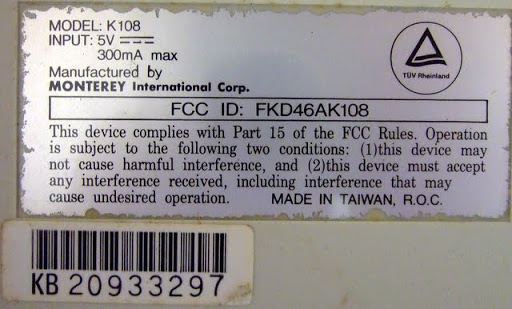 MODEL: K108
INPUT: 5V ⎓
300mA max
Manufactured by
MONTEREY International Corp.
TÜV Rheinland
FCC ID: FKD46AK108
This device complies with Part 15 of the FCC Rules. Operation
is subject to the following two conditions: (1)this device may
not cause harmful interference, and (2)this device must accept
any interference received, including interference that may
cause undesired operation. MADE IN TAIWAN, R.O.C.
KB 20933297